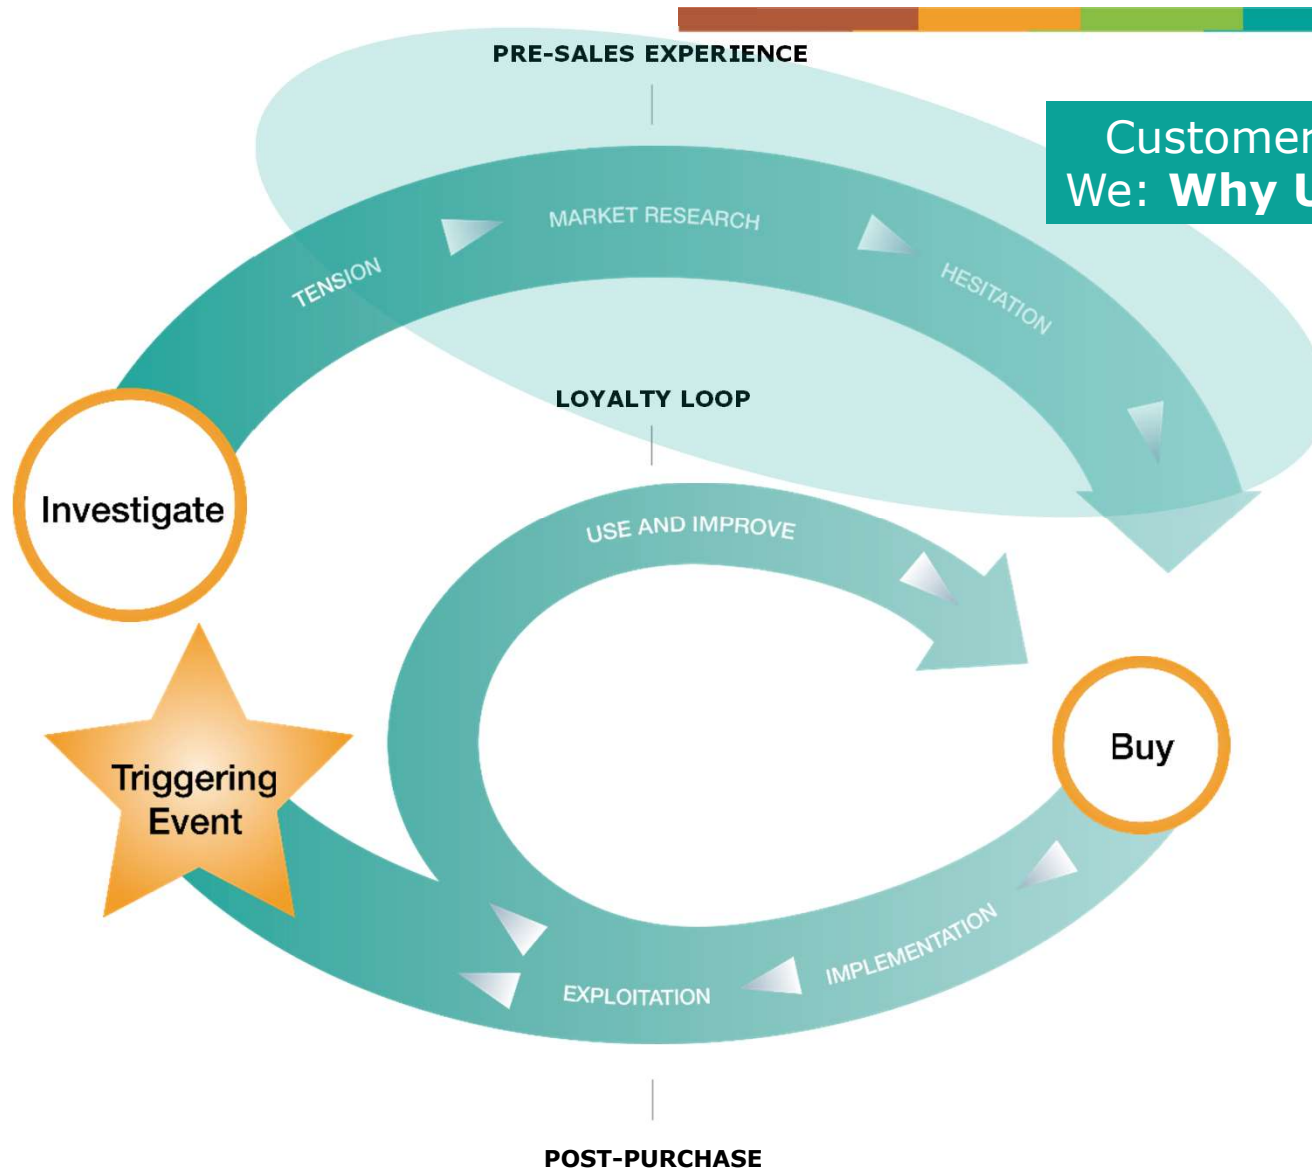 PRE-SALES EXPERIENCE
Customer
We: Why U
MARKET RESEARCH
TENSION
HESITATION
LOYALTY LOOP
Investigate
USE AND IMPROVE
Triggering
Event
Buy
IMPLEMENTATION
EXPLOITATION
POST-PURCHASE